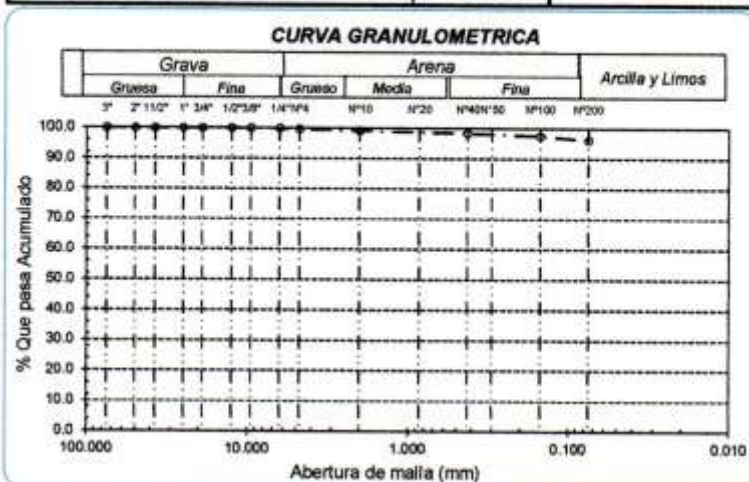 CURVA GRANULOMETRICA
Grava Arena Arcilla y Limos
Gruesa Fina Grueso Media Fina
3" 2" 1 1/2" 1" 3/4" 1/2" 3/8" 1/4" Nº4 Nº10 Nº20 Nº40 Nº50 Nº100 Nº200
% Que pasa Acumulado
100.0
90.0
80.0
70.0
60.0
50.0
40.0
30.0
20.0
10.0
0.0
100.000 10.000 1.000 0.100 0.010
Abertura de malla (mm)